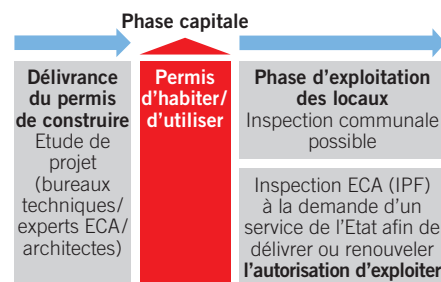 Phase capitale
Délivrance
du permis
de construire
Etude de
projet
(bureaux
techniques/
experts ECA/
architectes)
Permis
d’habiter/
d’utiliser
Phase d’exploitation
des locaux
Inspection communale
possible
Inspection ECA (IPF)
à la demande d’un
service de l’Etat afin de
délivrer ou renouveler
l’autorisation d’exploiter